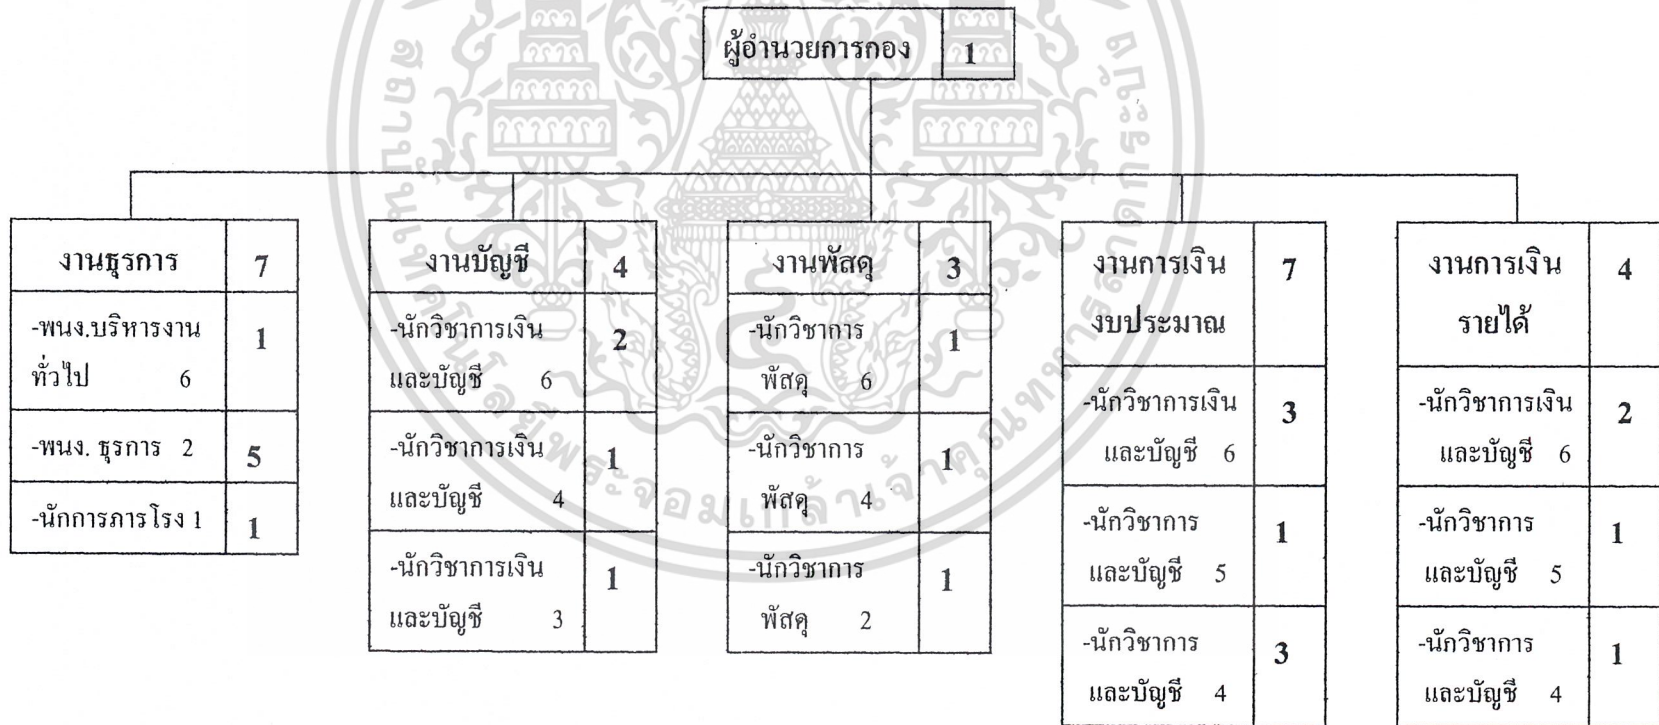 ผู้อำนวยการกอง 1
งานธุรการ 7
-พนง.บริหารงาน 1
ทั่วไป 6
-พนง. ธุรการ 2 5
-นักการภารโรง 1 1
งานบัญชี 4
-นักวิชาการเงิน 2
และบัญชี 6
-นักวิชาการเงิน 1
และบัญชี 4
-นักวิชาการเงิน 1
และบัญชี 3
งานพัสดุ 3
-นักวิชาการ 1
พัสดุ 6
-นักวิชาการ 1
พัสดุ 4
-นักวิชาการ 1
พัสดุ 2
งานการเงิน 7
งบประมาณ
-นักวิชาการเงิน 3
และบัญชี 6
-นักวิชาการ 1
และบัญชี 5
-นักวิชาการ 3
และบัญชี 4
งานการเงิน 4
รายได้
-นักวิชาการเงิน 2
และบัญชี 6
-นักวิชาการ 1
และบัญชี 5
-นักวิชาการ 1
และบัญชี 4